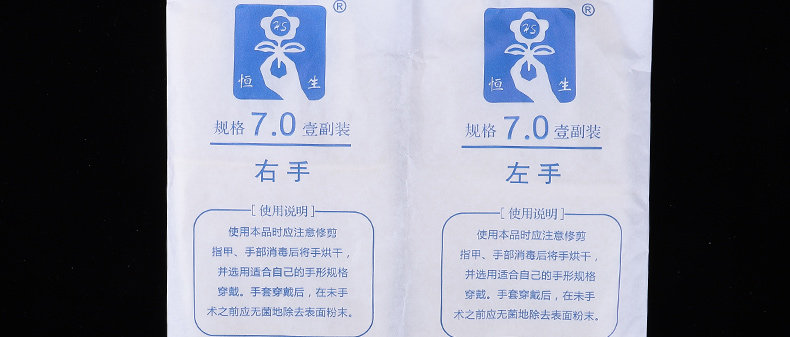 HS
®
恒 生
规格 7.0 壹副装
右手
[使用说明]
使用本品时应注意修剪
指甲、手部消毒后将手烘干，
并选用适合自己的手形规格
穿戴。手套穿戴后，在未手
术之前应无菌地除去表面粉末。
HS
®
恒 生
规格 7.0 壹副装
左手
[使用说明]
使用本品时应注意修剪
指甲、手部消毒后将手烘干，
并选用适合自己的手形规格
穿戴。手套穿戴后，在未手
术之前应无菌地除去表面粉末。